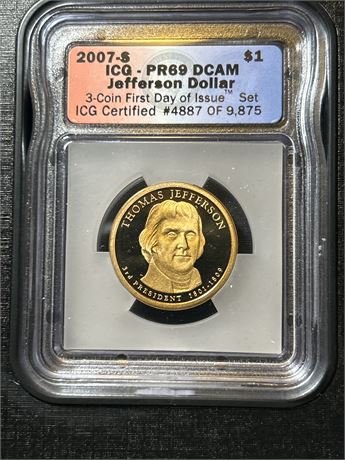 2007-S $1
ICG - PR69 DCAM
Jefferson Dollar
3-Coin First Day of Issue™ Set
ICG Certified #4887 OF 9,875
THOMAS JEFFERSON
3rd PRESIDENT 1801-1809